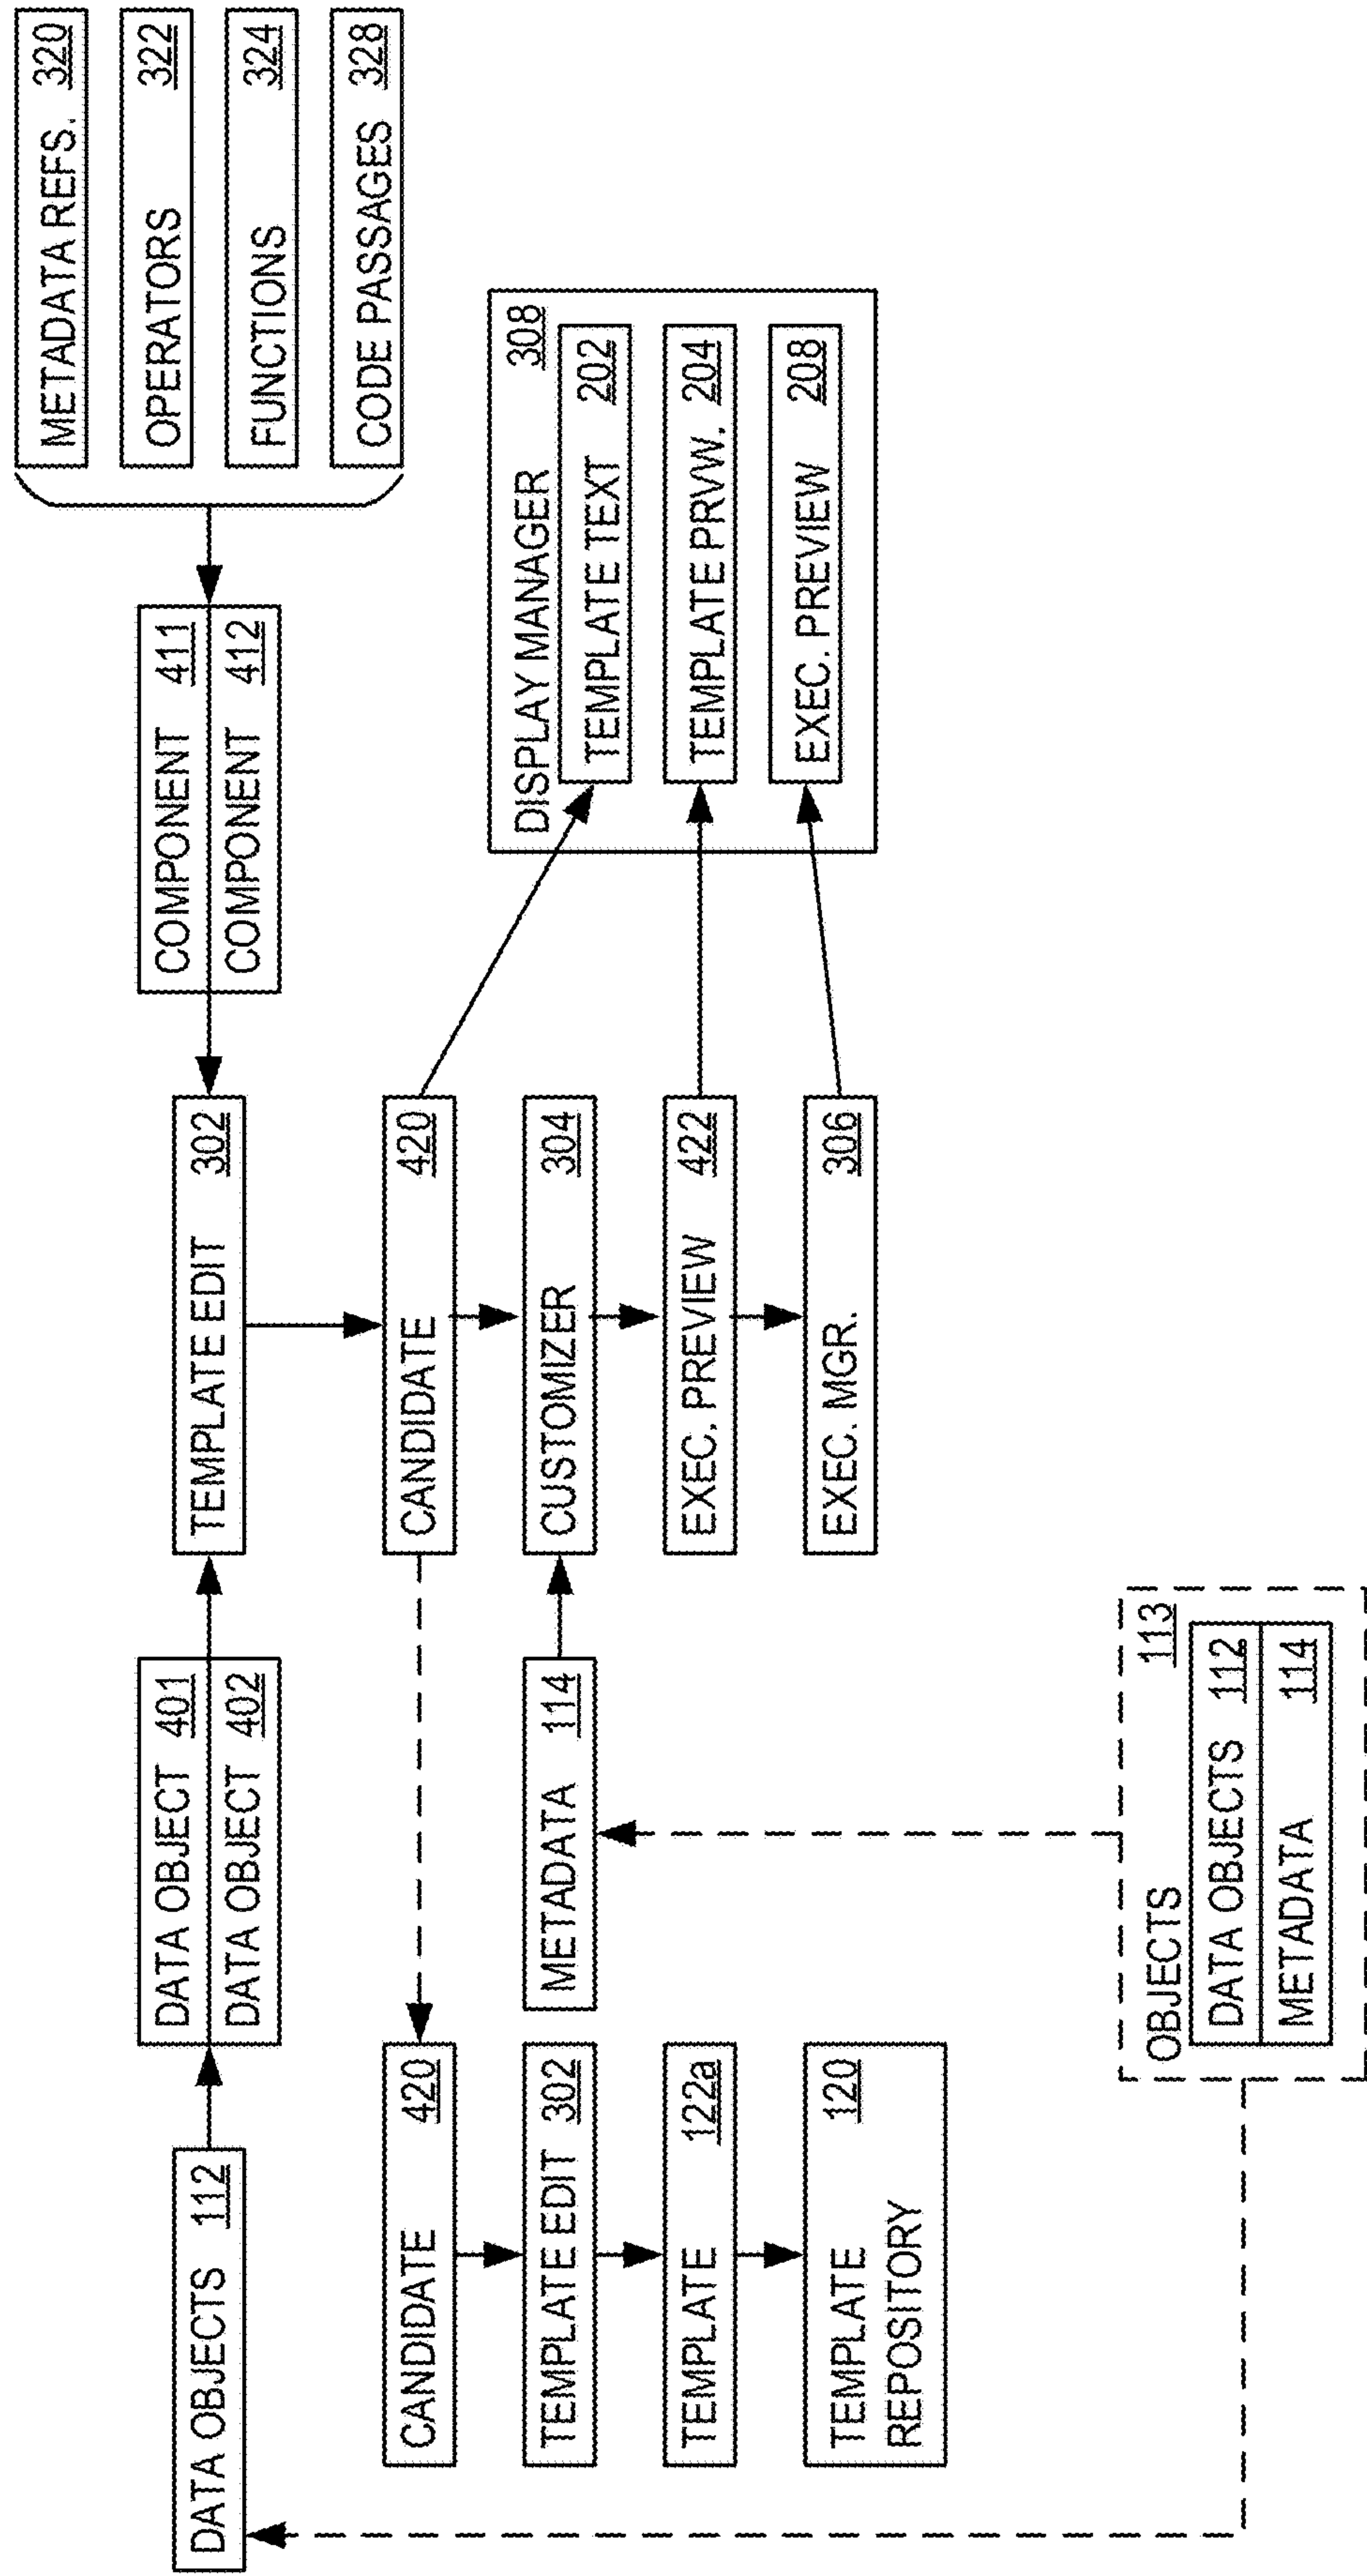 DATA OBJECTS 112
DATA OBJECT 401
DATA OBJECT 402
TEMPLATE EDIT 302
COMPONENT 411
COMPONENT 412
METADATA REFS. 320
OPERATORS 322
FUNCTIONS 324
CODE PASSAGES 328
CANDIDATE 420
TEMPLATE EDIT 302
TEMPLATE 122a
TEMPLATE 120
REPOSITORY
METADATA 114
CANDIDATE 420
CUSTOMIZER 304
EXEC. PREVIEW 422
EXEC. MGR. 306
DISPLAY MANAGER 308
TEMPLATE TEXT 202
TEMPLATE PRVW. 204
EXEC. PREVIEW 208
OBJECTS 113
DATA OBJECTS 112
METADATA 114